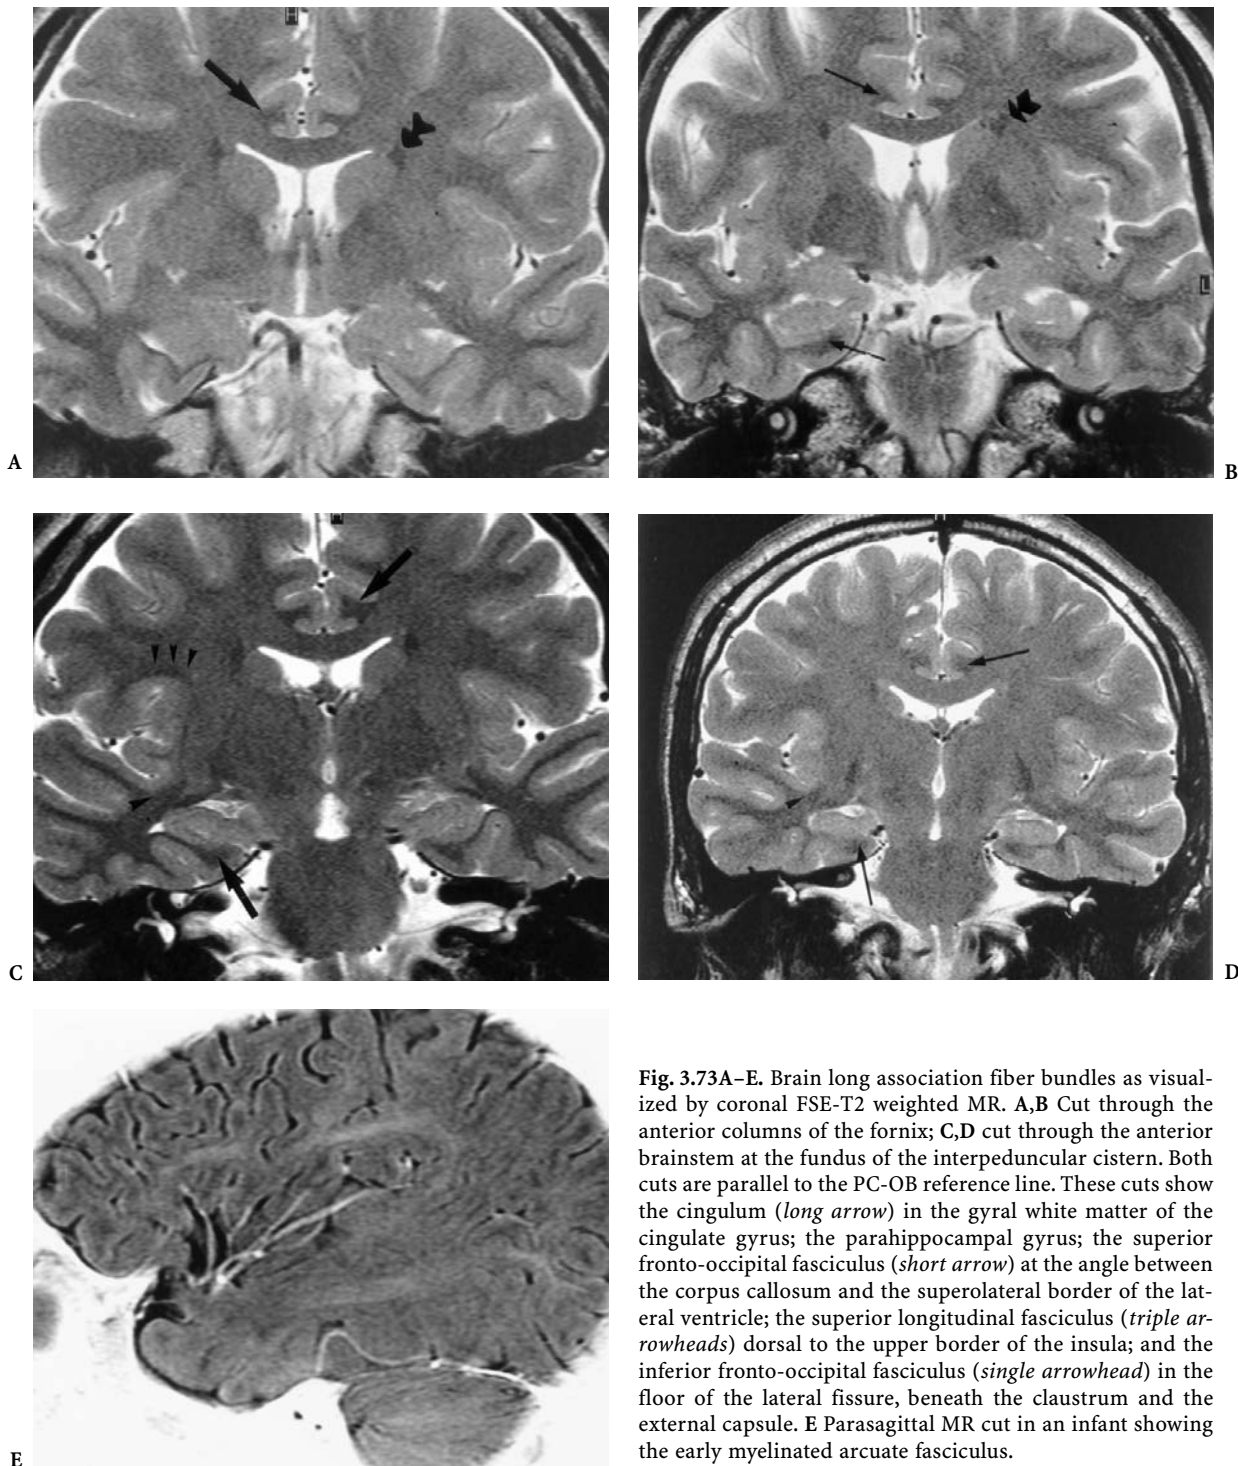 H
A
L
B
H
C
D
E
Fig. 3.73A–E. Brain long association fiber bundles as visual-
ized by coronal FSE-T2 weighted MR. A,B Cut through the
anterior columns of the fornix; C,D cut through the anterior
brainstem at the fundus of the interpeduncular cistern. Both
cuts are parallel to the PC-OB reference line. These cuts show
the cingulum (long arrow) in the gyral white matter of the
cingulate gyrus; the parahippocampal gyrus; the superior
fronto-occipital fasciculus (short arrow) at the angle between
the corpus callosum and the superolateral border of the lat-
eral ventricle; the superior longitudinal fasciculus (triple ar-
rowheads) dorsal to the upper border of the insula; and the
inferior fronto-occipital fasciculus (single arrowhead) in the
floor of the lateral fissure, beneath the claustrum and the
external capsule. E Parasagittal MR cut in an infant showing
the early myelinated arcuate fasciculus.